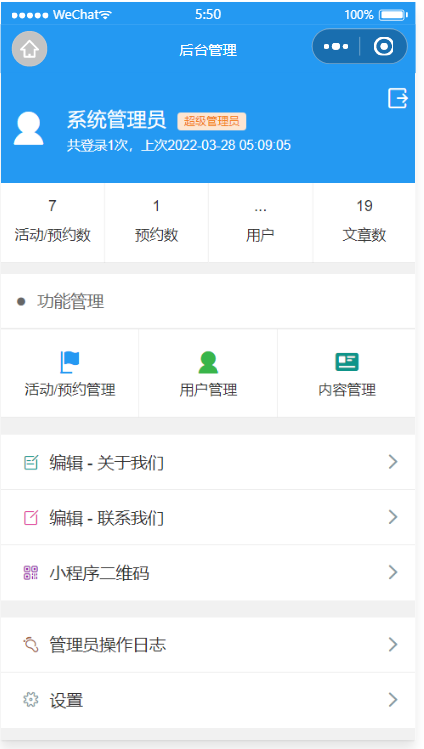 WeChat 5:50 100%
后台管理
系统管理员 超级管理员
共登录1次，上次2022-03-28 05:09:05
7 1 ... 19
活动/预约数 预约数 用户 文章数
功能管理
活动/预约管理 用户管理 内容管理
编辑 - 关于我们
编辑 - 联系我们
小程序二维码
管理员操作日志
设置